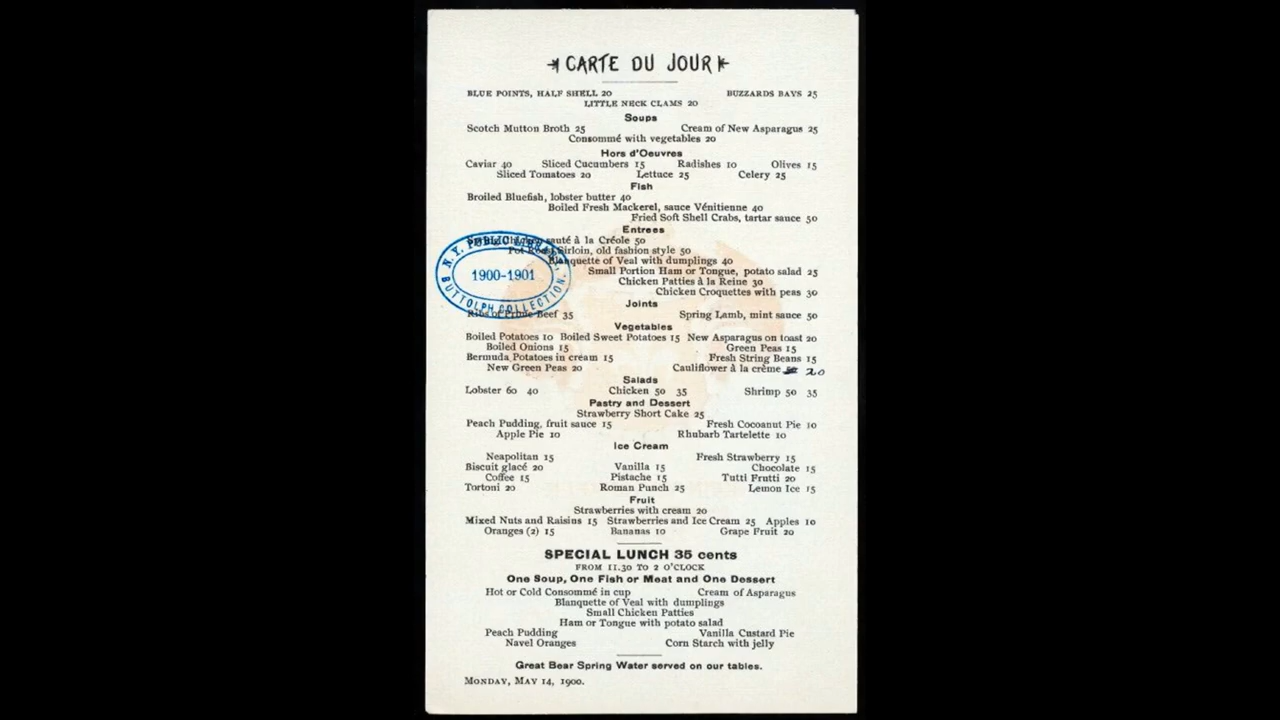 CARTE DU JOUR
BLUE POINTS, HALF SHELL 20 BUZZARDS BAYS 25
LITTLE NECK CLAMS 20
Soups
Scotch Mutton Broth 25 Cream of New Asparagus 25
Consommé with vegetables 20
Hors d'Oeuvres
Caviar 40 Sliced Cucumbers 15 Radishes 10 Olives 15
Sliced Tomatoes 20 Lettuce 25 Celery 25
Fish
Broiled Bluefish, lobster butter 40
Boiled Fresh Mackerel, sauce Vénitienne 40
Fried Soft Shell Crabs, tartar sauce 50
Entrees
Chicken sauté à la Créole 50
Pot Roast Sirloin, old fashion style 50
Blanquette of Veal with dumplings 40
Small Portion Ham or Tongue, potato salad 25
Chicken Patties à la Reine 30
Chicken Croquettes with peas 30
N. Y. PUBLIC LIBRARY,
1900-1901
BUTTOLPH COLLECTION.
Joints
Ribs of Prime Beef 35 Spring Lamb, mint sauce 50
Vegetables
Boiled Potatoes 10 Boiled Sweet Potatoes 15 New Asparagus on toast 20
Boiled Onions 15 Green Peas 15
Bermuda Potatoes in cream 15 Fresh String Beans 15
New Green Peas 20 Cauliflower à la crème 20
Salads
Lobster 60 40 Chicken 50 35 Shrimp 50 35
Pastry and Dessert
Strawberry Short Cake 25
Peach Pudding, fruit sauce 15 Fresh Cocoanut Pie 10
Apple Pie 10 Rhubarb Tartelette 10
Ice Cream
Neapolitan 15 Fresh Strawberry 15
Biscuit glacé 20 Vanilla 15 Chocolate 15
Coffee 15 Pistache 15 Tutti Frutti 20
Tortoni 20 Roman Punch 25 Lemon Ice 15
Fruit
Strawberries with cream 20
Mixed Nuts and Raisins 15 Strawberries and Ice Cream 25 Apples 10
Oranges (2) 15 Bananas 10 Grape Fruit 20
SPECIAL LUNCH 35 cents
FROM 11.30 TO 2 O'CLOCK
One Soup, One Fish or Meat and One Dessert
Hot or Cold Consommé in cup Cream of Asparagus
Blanquette of Veal with dumplings
Small Chicken Patties
Ham or Tongue with potato salad
Peach Pudding Vanilla Custard Pie
Navel Oranges Corn Starch with jelly
Great Bear Spring Water served on our tables.
MONDAY, MAY 14, 1900.